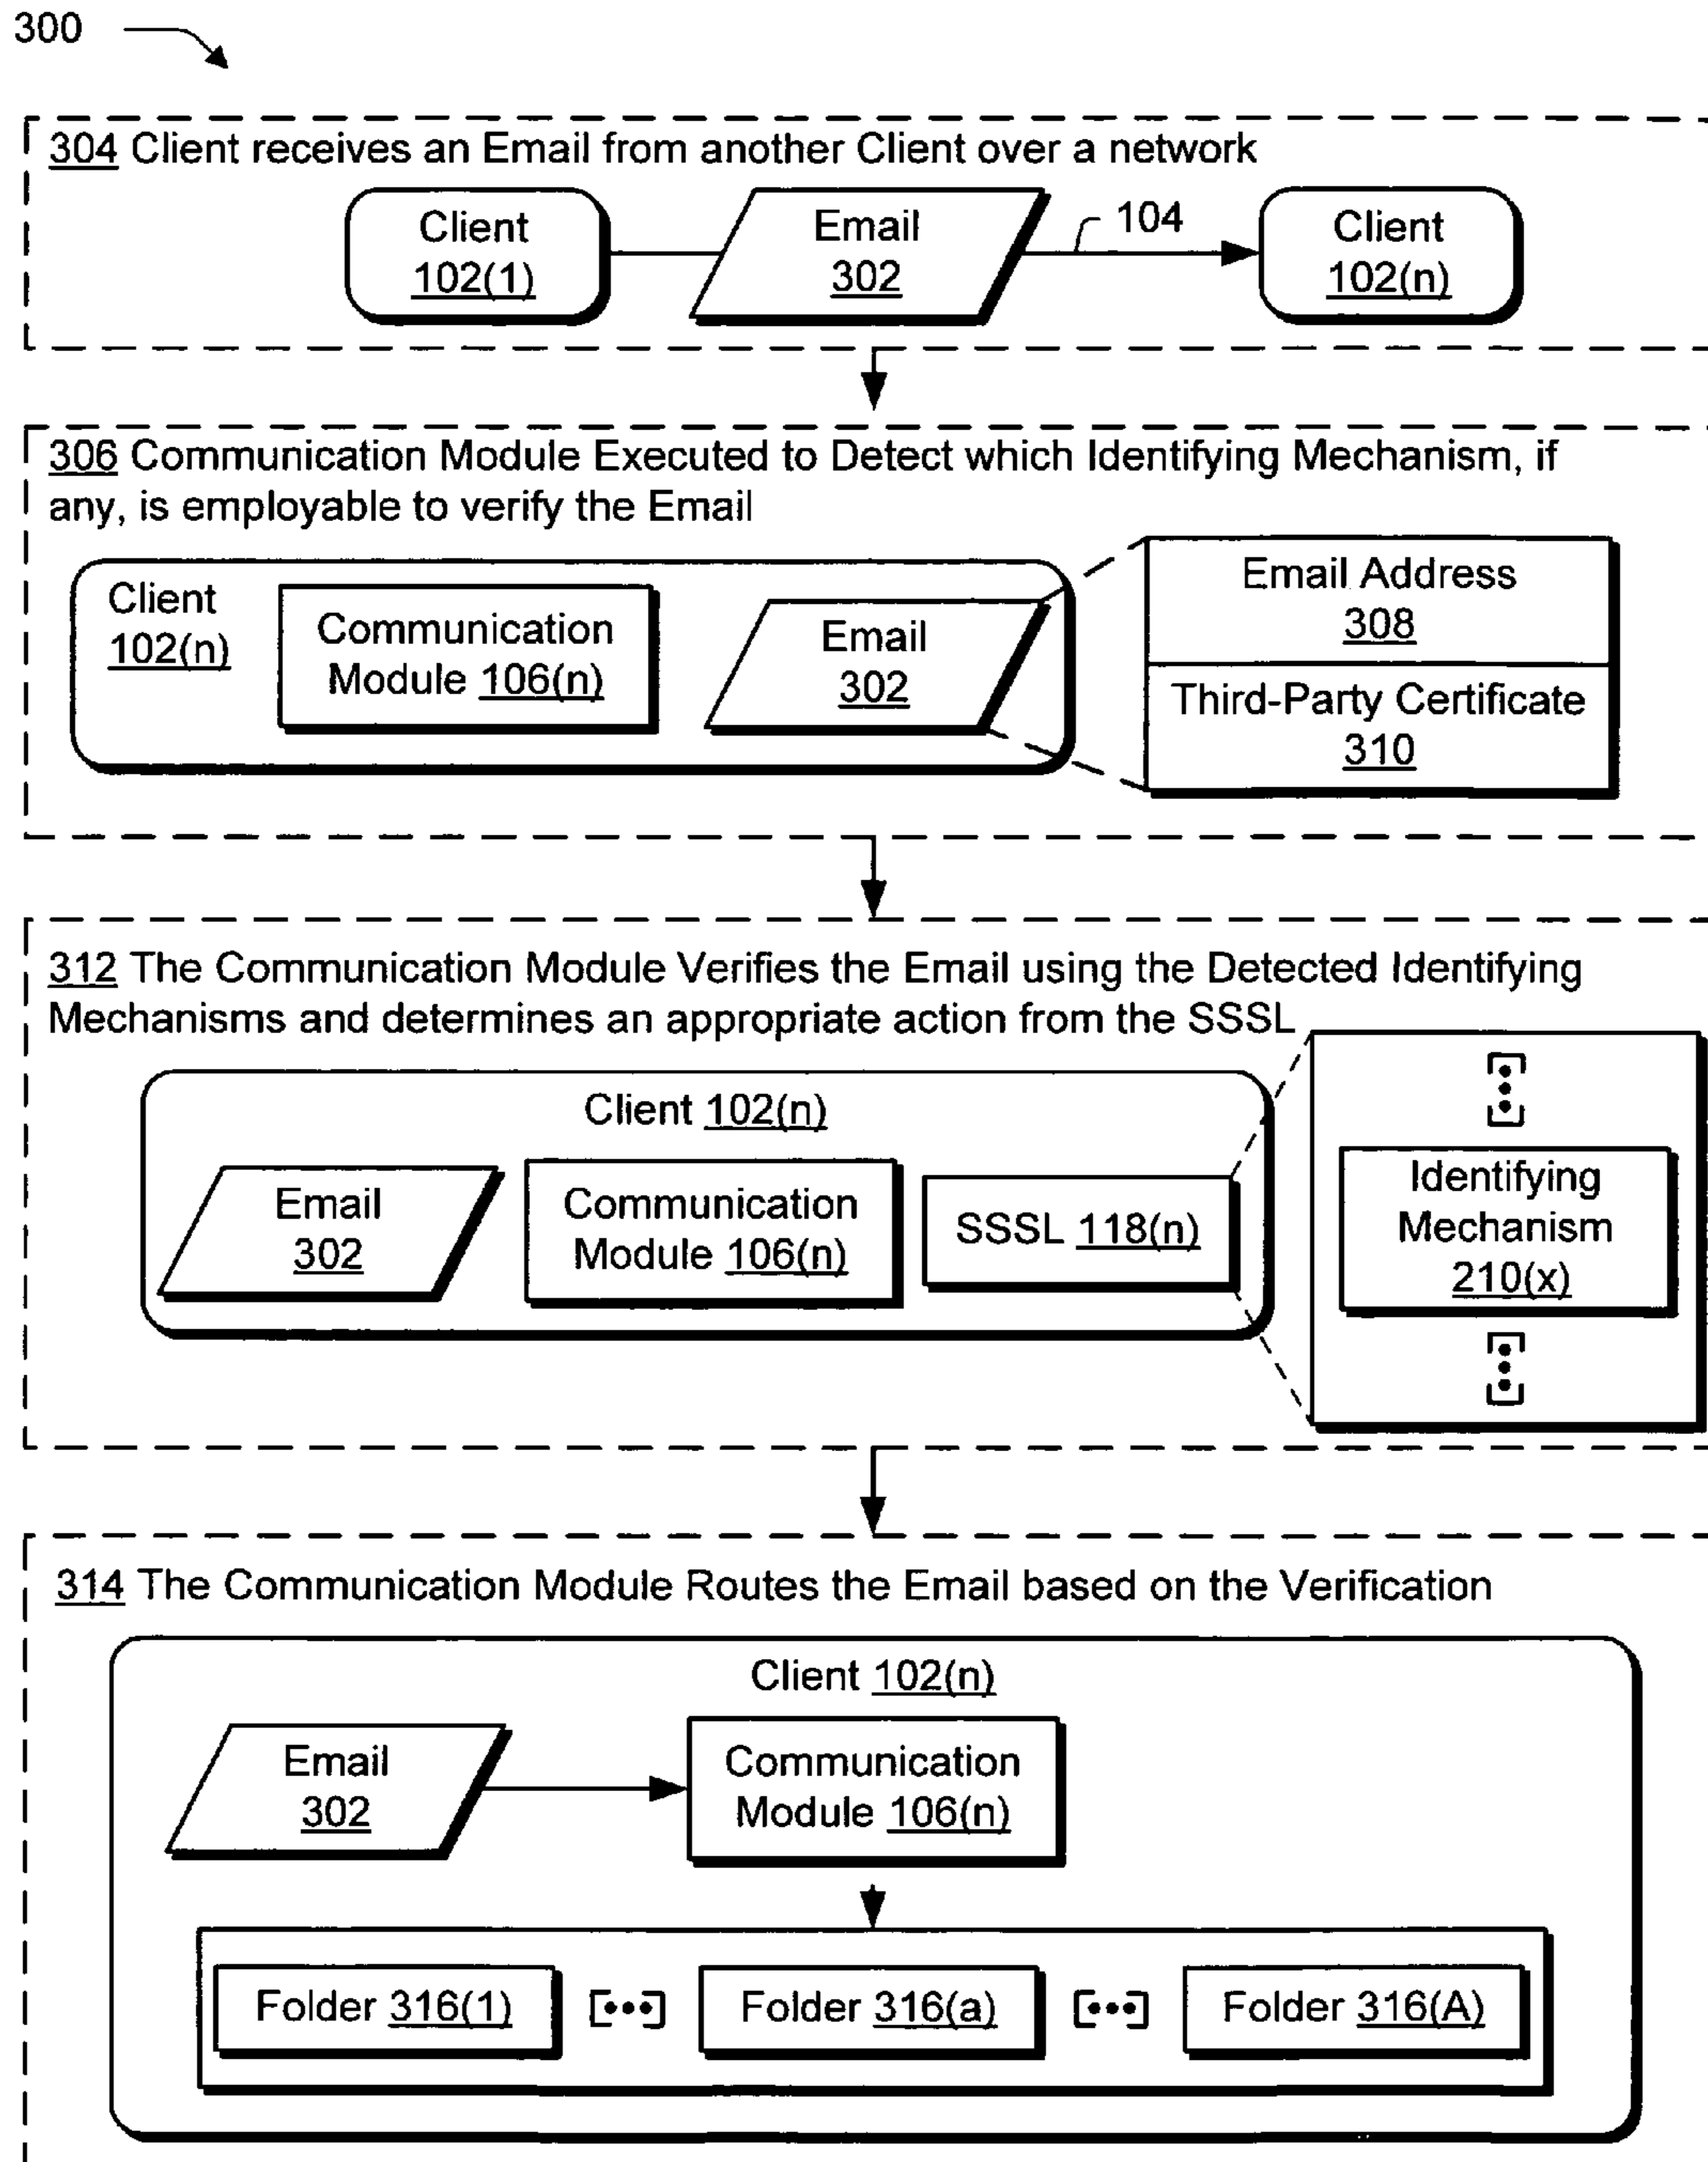 300
304 Client receives an Email from another Client over a network
Client
102(1)
Email
302
104
Client
102(n)
306 Communication Module Executed to Detect which Identifying Mechanism, if
any, is employable to verify the Email
Client
102(n)
Communication
Module 106(n)
Email
302
Email Address
308
Third-Party Certificate
310
312 The Communication Module Verifies the Email using the Detected Identifying
Mechanisms and determines an appropriate action from the SSSL
Client 102(n)
Email
302
Communication
Module 106(n)
SSSL 118(n)
Identifying
Mechanism
210(x)
314 The Communication Module Routes the Email based on the Verification
Client 102(n)
Email
302
Communication
Module 106(n)
Folder 316(1) [•••] Folder 316(a) [•••] Folder 316(A)